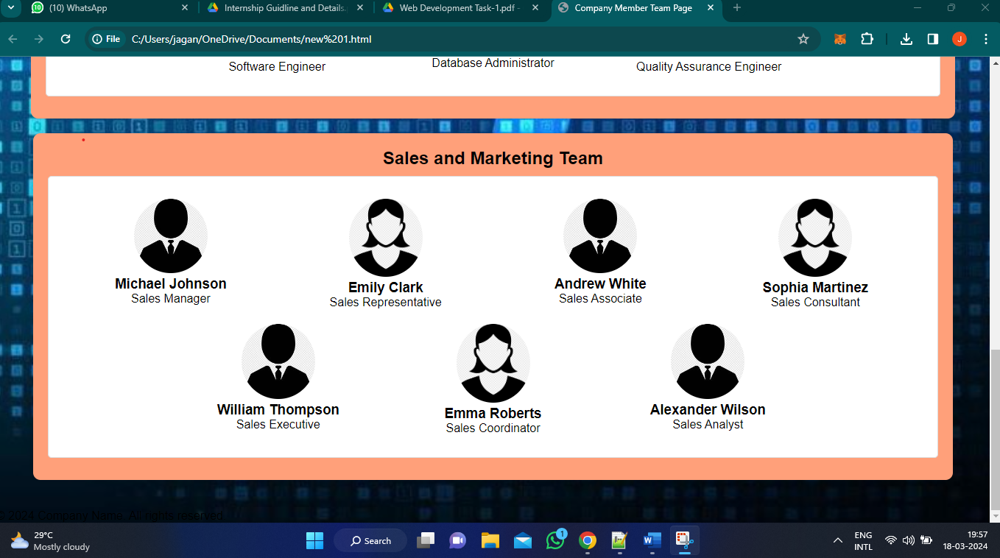 (10) WhatsApp
Internship Guidline and Details.
Web Development Task-1.pdf -
Company Member Team Page
File
C:/Users/jagan/OneDrive/Documents/new%201.html
J
Software Engineer
Database Administrator
Quality Assurance Engineer
Sales and Marketing Team
Michael Johnson
Sales Manager
Emily Clark
Sales Representative
Andrew White
Sales Associate
Sophia Martinez
Sales Consultant
William Thompson
Sales Executive
Emma Roberts
Sales Coordinator
Alexander Wilson
Sales Analyst
© 2024 Company Name. All rights reserved.
29°C
Mostly cloudy
Search
1
W
ENG
INTL
19:57
18-03-2024